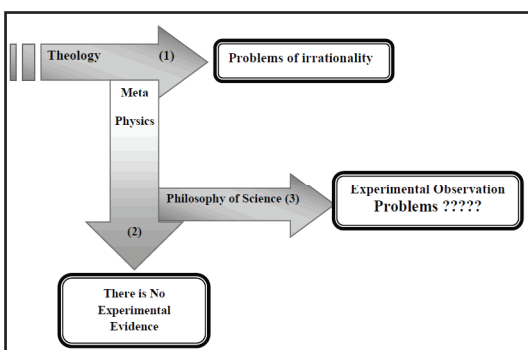 Theology (1)
Problems of irrationality
Meta
Physics
Philosophy of Science (3)
Experimental Observation
Problems ?????
(2)
There is No
Experimental
Evidence